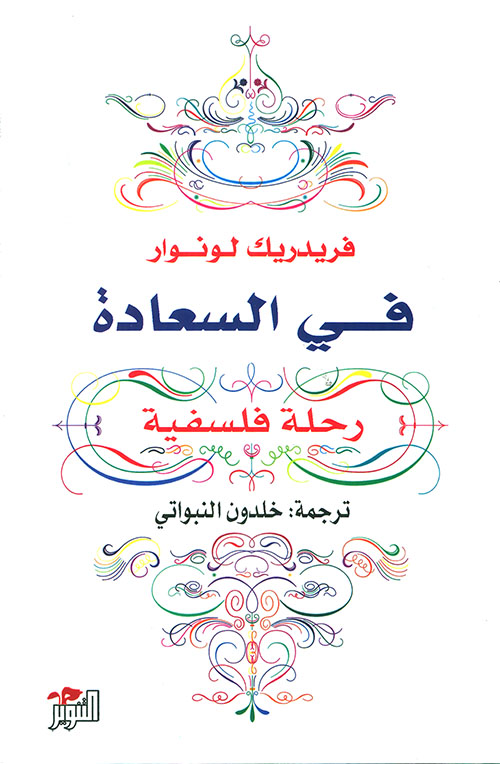 فريدريك لونوار
في السعادة
رحلة فلسفية
ترجمة: خلدون النبواتي
التنوير